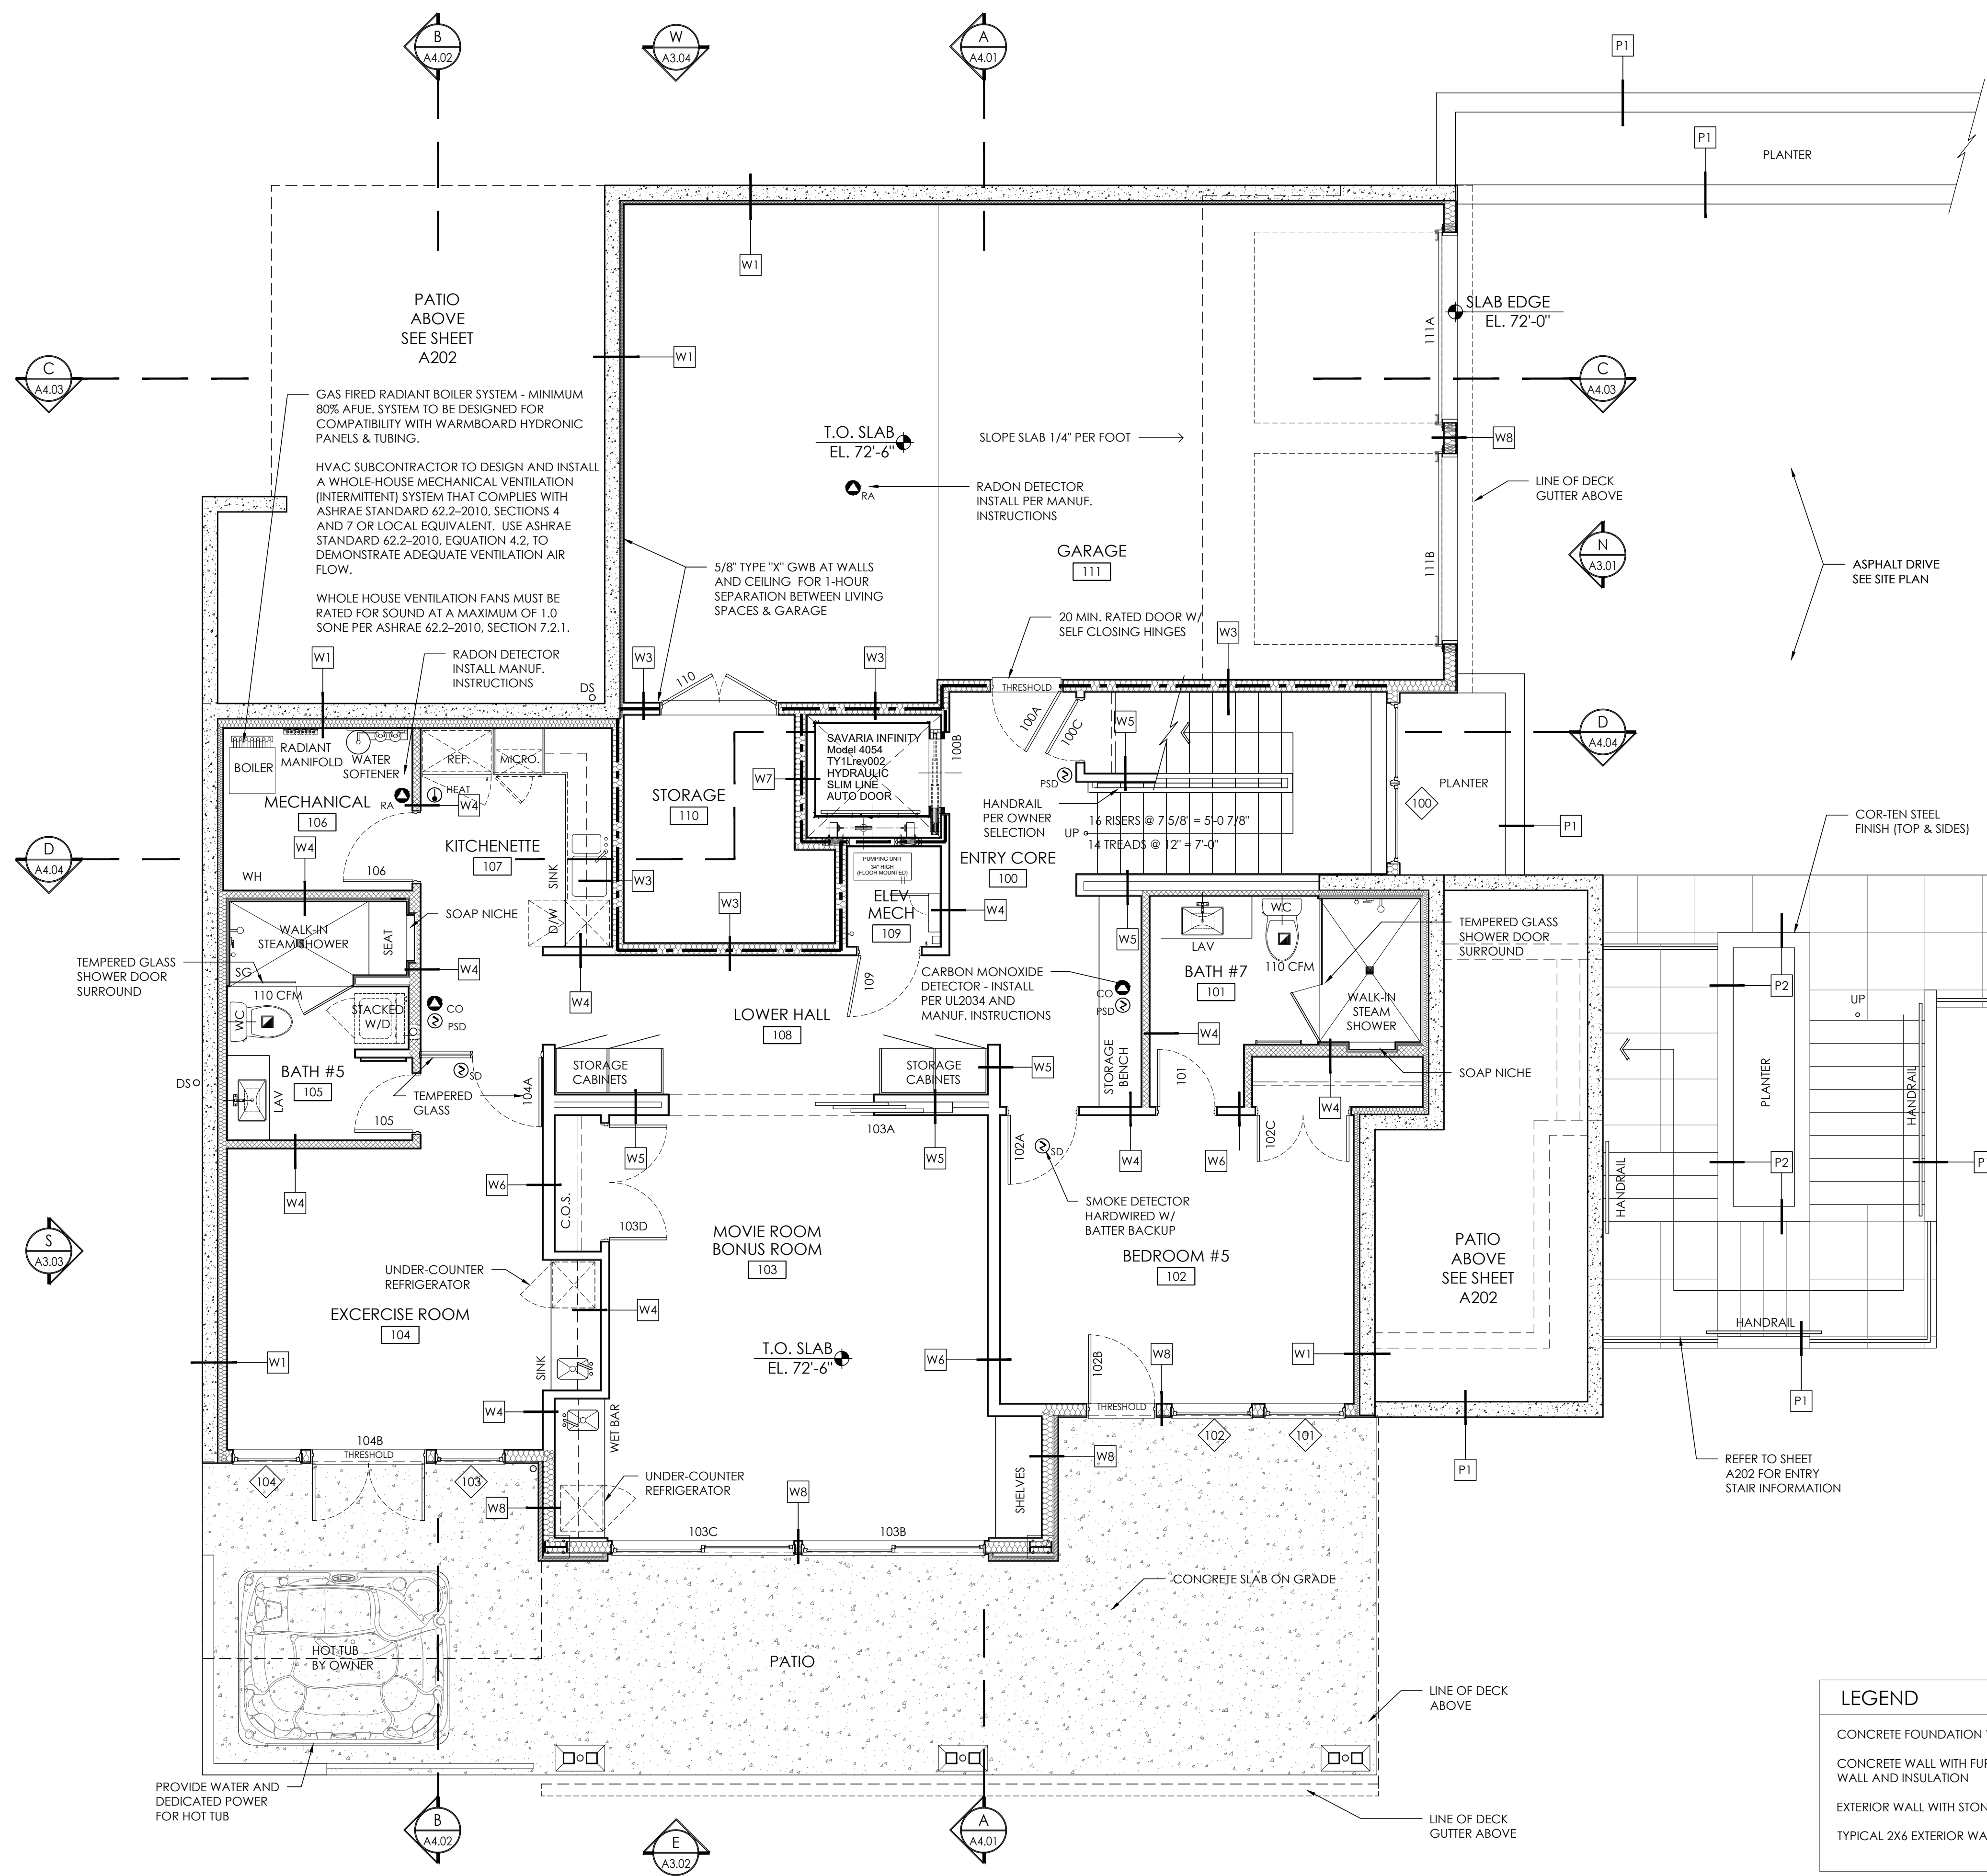 B
A4.02
W
A3.04
A
A4.01
P1
P1
PLANTER
W1
PATIO
ABOVE
SEE SHEET
A202
W1
SLAB EDGE
EL. 72'-0"
111A
C
A4.03
C
A4.03
GAS FIRED RADIANT BOILER SYSTEM - MINIMUM
80% AFUE. SYSTEM TO BE DESIGNED FOR
COMPATIBILITY WITH WARMBOARD HYDRONIC
PANELS & TUBING.
HVAC SUBCONTRACTOR TO DESIGN AND INSTALL
A WHOLE-HOUSE MECHANICAL VENTILATION
(INTERMITTENT) SYSTEM THAT COMPLIES WITH
ASHRAE STANDARD 62.2–2010, SECTIONS 4
AND 7 OR LOCAL EQUIVALENT.  USE ASHRAE
STANDARD 62.2–2010, EQUATION 4.2, TO
DEMONSTRATE ADEQUATE VENTILATION AIR
FLOW.
WHOLE HOUSE VENTILATION FANS MUST BE
RATED FOR SOUND AT A MAXIMUM OF 1.0
SONE PER ASHRAE 62.2–2010, SECTION 7.2.1.
T.O. SLAB
EL. 72'-6"
SLOPE SLAB 1/4" PER FOOT
W8
RA
RADON DETECTOR
INSTALL PER MANUF.
INSTRUCTIONS
LINE OF DECK
GUTTER ABOVE
GARAGE
111
111B
N
A3.01
ASPHALT DRIVE
SEE SITE PLAN
5/8" TYPE "X" GWB AT WALLS
AND CEILING  FOR 1-HOUR
SEPARATION BETWEEN LIVING
SPACES & GARAGE
20 MIN. RATED DOOR W/
SELF CLOSING HINGES
W3
W1
RADON DETECTOR
INSTALL MANUF.
INSTRUCTIONS
W3
W3
DS
110
THRESHOLD
100A
100C
W5
100B
D
A4.04
BOILER
RADIANT
MANIFOLD
WATER
SOFTENER
REF.
MICRO.
HEAT
MECHANICAL
106
RA
W4
SAVARIA INFINITY
Model 4054
TY1Lrev002
HYDRAULIC
SLIM LINE
AUTO DOOR
W7
STORAGE
110
PSD
HANDRAIL
PER OWNER
SELECTION
16 RISERS @ 7 5/8" = 5'-0 7/8"
UP
14 TREADS @ 12" = 7'-0"
PLANTER
100
P1
COR-TEN STEEL
FINISH (TOP & SIDES)
D
A4.04
W4
KITCHENETTE
107
106
WH
SINK
W3
D/W
PUMPING UNIT
34" HIGH
(FLOOR MOUNTED)
ELEV
MECH
109
ENTRY CORE
100
W4
W5
SOAP NICHE
WALK-IN
STEAM SHOWER
SEAT
SG
W4
TEMPERED GLASS
SHOWER DOOR
SURROUND
W3
W4
109
LAV
WC
110 CFM
BATH #7
101
TEMPERED GLASS
SHOWER DOOR
SURROUND
WALK-IN
STEAM
SHOWER
P2
UP
110 CFM
WC
STACKED
W/D
CO
PSD
LOWER HALL
108
CARBON MONOXIDE
DETECTOR - INSTALL
PER UL2034 AND
MANUF. INSTRUCTIONS
CO
PSD
W4
STORAGE
BENCH
101
SOAP NICHE
W4
PLANTER
HANDRAIL
DS
LAV
BATH #5
105
105
SD
TEMPERED
GLASS
104A
STORAGE
CABINETS
STORAGE
CABINETS
W5
103A
W5
W5
102A
SD
W4
W6
102C
P2
P
HANDRAIL
W4
W6
C.O.S.
103D
SMOKE DETECTOR
HARDWIRED W/
BATTER BACKUP
S
A3.03
MOVIE ROOM
BONUS ROOM
103
BEDROOM #5
102
PATIO
ABOVE
SEE SHEET
A202
UNDER-COUNTER
REFRIGERATOR
EXCERCISE ROOM
104
W4
HANDRAIL
W1
SINK
T.O. SLAB
EL. 72'-6"
W6
102B
W8
W1
P1
W4
WET BAR
THRESHOLD
102
101
104B
THRESHOLD
104
103
UNDER-COUNTER
REFRIGERATOR
W8
W8
W8
SHELVES
P1
REFER TO SHEET
A202 FOR ENTRY
STAIR INFORMATION
103C
103B
CONCRETE SLAB ON GRADE
HOT TUB
BY OWNER
PATIO
LINE OF DECK
ABOVE
LEGEND
CONCRETE FOUNDATION
CONCRETE WALL WITH
WALL AND INSULATION
EXTERIOR WALL WITH
TYPICAL 2X6 EXTERIOR
PROVIDE WATER AND
DEDICATED POWER
FOR HOT TUB
B
A4.02
E
A3.02
A
A4.01
LINE OF DECK
GUTTER ABOVE